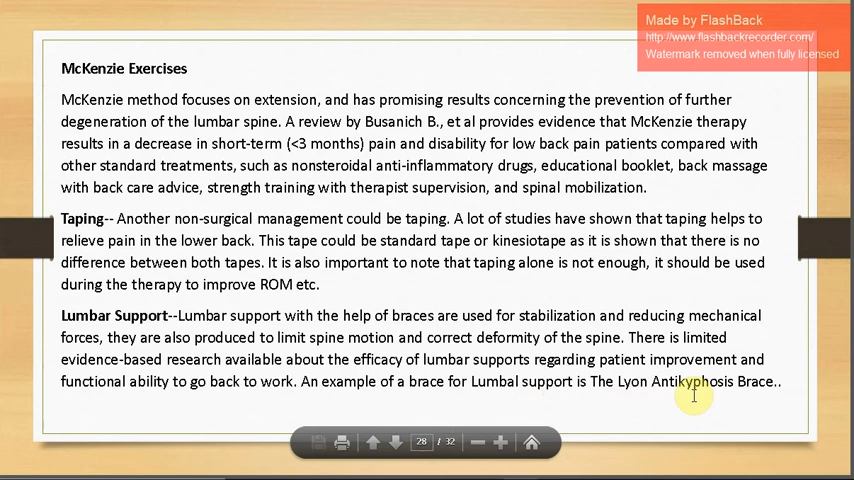 Made by FlashBack
http://www.flashbackrecorder.com/
Watermark removed when fully licensed
McKenzie Exercises
McKenzie method focuses on extension, and has promising results concerning the prevention of further
degeneration of the lumbar spine. A review by Busanich B., et al provides evidence that McKenzie therapy
results in a decrease in short-term (<3 months) pain and disability for low back pain patients compared with
other standard treatments, such as nonsteroidal anti-inflammatory drugs, educational booklet, back massage
with back care advice, strength training with therapist supervision, and spinal mobilization.
Taping-- Another non-surgical management could be taping. A lot of studies have shown that taping helps to
relieve pain in the lower back. This tape could be standard tape or kinesiotape as it is shown that there is no
difference between both tapes. It is also important to note that taping alone is not enough, it should be used
during the therapy to improve ROM etc.
Lumbar Support--Lumbar support with the help of braces are used for stabilization and reducing mechanical
forces, they are also produced to limit spine motion and correct deformity of the spine. There is limited
evidence-based research available about the efficacy of lumbar supports regarding patient improvement and
functional ability to go back to work. An example of a brace for Lumbal support is The Lyon Antikyphosis Brace..
28 / 32